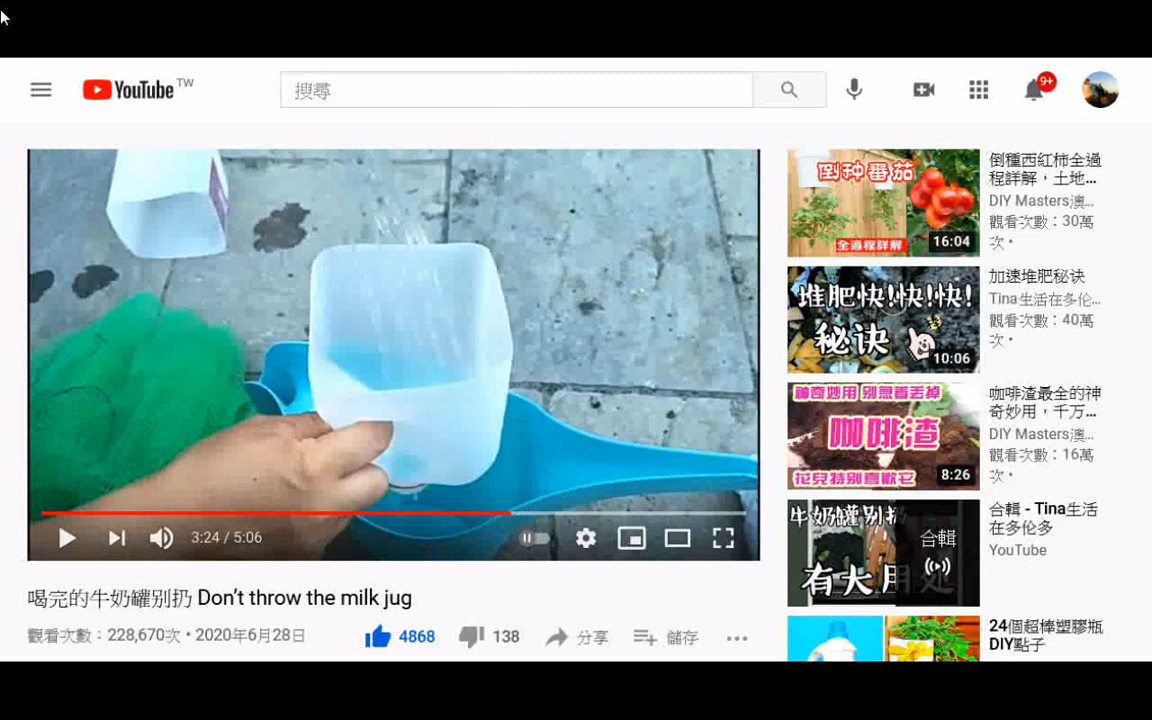 YouTube TW
搜尋
9+
倒种番茄
全過程詳解
16:04
倒種西紅柿全過
程詳解，土地...
DIY Masters澳...
觀看次數：30萬
次・
堆肥快!快!快!
秘诀
10:06
加速堆肥秘诀
Tina生活在多伦...
觀看次數：40萬
次・
神奇妙用 别急着丢掉
咖啡渣
花兒特别喜歡它
8:26
咖啡渣最全的神
奇妙用，千万...
DIY Masters澳...
觀看次數：16萬
次・
牛奶罐别扔
有大用处
合輯
合輯 - Tina生活
在多伦多
YouTube
24個超棒塑膠瓶
DIY點子
3:24 / 5:06
喝完的牛奶罐别扔 Don't throw the milk jug
觀看次數：228,670次・2020年6月28日
4868
138
分享
儲存